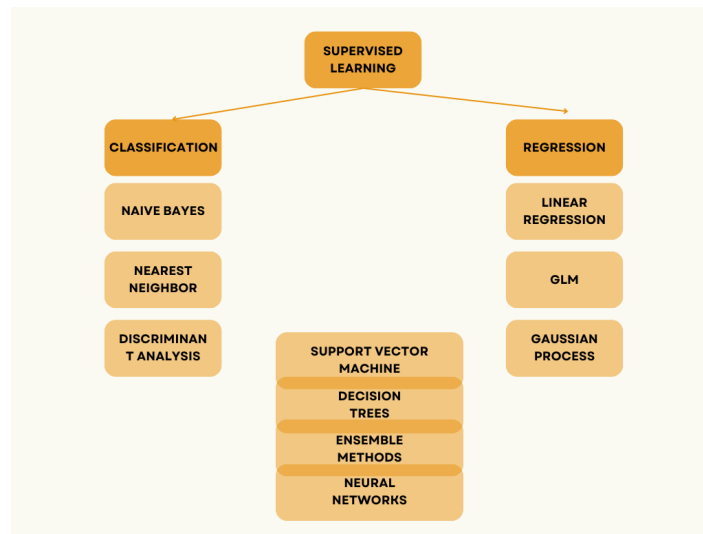 SUPERVISED
LEARNING
CLASSIFICATION
NAIVE BAYES
NEAREST
NEIGHBOR
DISCRIMINAN
T ANALYSIS
REGRESSION
LINEAR
REGRESSION
GLM
GAUSSIAN
PROCESS
SUPPORT VECTOR
MACHINE
DECISION
TREES
ENSEMBLE
METHODS
NEURAL
NETWORKS